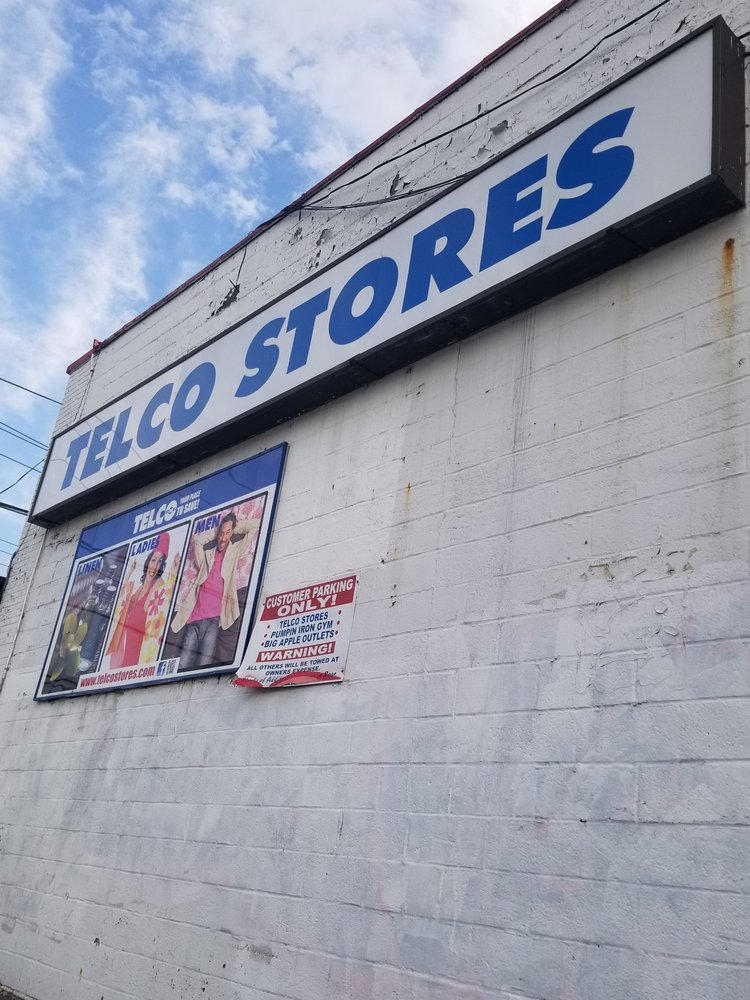 TELCO STORES
TELCO YOUR PLACE TO SAVE!
LINEN
LADIES
MEN
www.telcostores.com
CUSTOMER PARKING
ONLY!
TELCO STORES
PUMPIN IRON GYM
• BIG APPLE OUTLETS •
WARNING!
ALL OTHERS WILL BE TOWED AT
OWNERS EXPENSE.